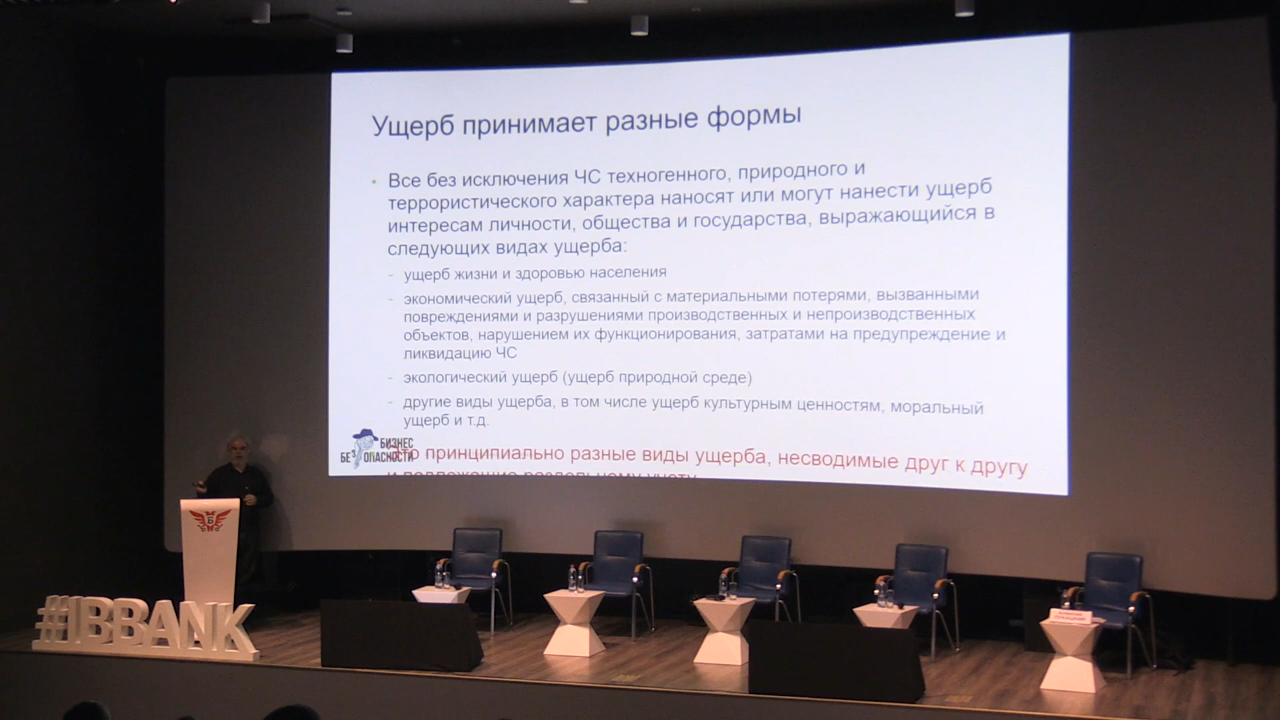 Ущерб принимает разные формы
• Все без исключения ЧС техногенного, природного и
террористического характера наносят или могут нанести ущерб
интересам личности, общества и государства, выражающийся в
следующих видах ущерба:
- ущерб жизни и здоровью населения
- экономический ущерб, связанный с материальными потерями, вызванными
повреждениями и разрушениями производственных и непроизводственных
объектов, нарушением их функционирования, затратами на предупреждение и
ликвидацию ЧС
- экологический ущерб (ущерб природной среде)
- другие виды ущерба, в том числе ущерб культурным ценностям, моральный
ущерб и т.д.
БИЗНЕС
БЕЗ ОПАСНОСТИ
принципиально разные виды ущерба, несводимые друг к другу
и подлежащие раздельному учету
Б
#IBBANK